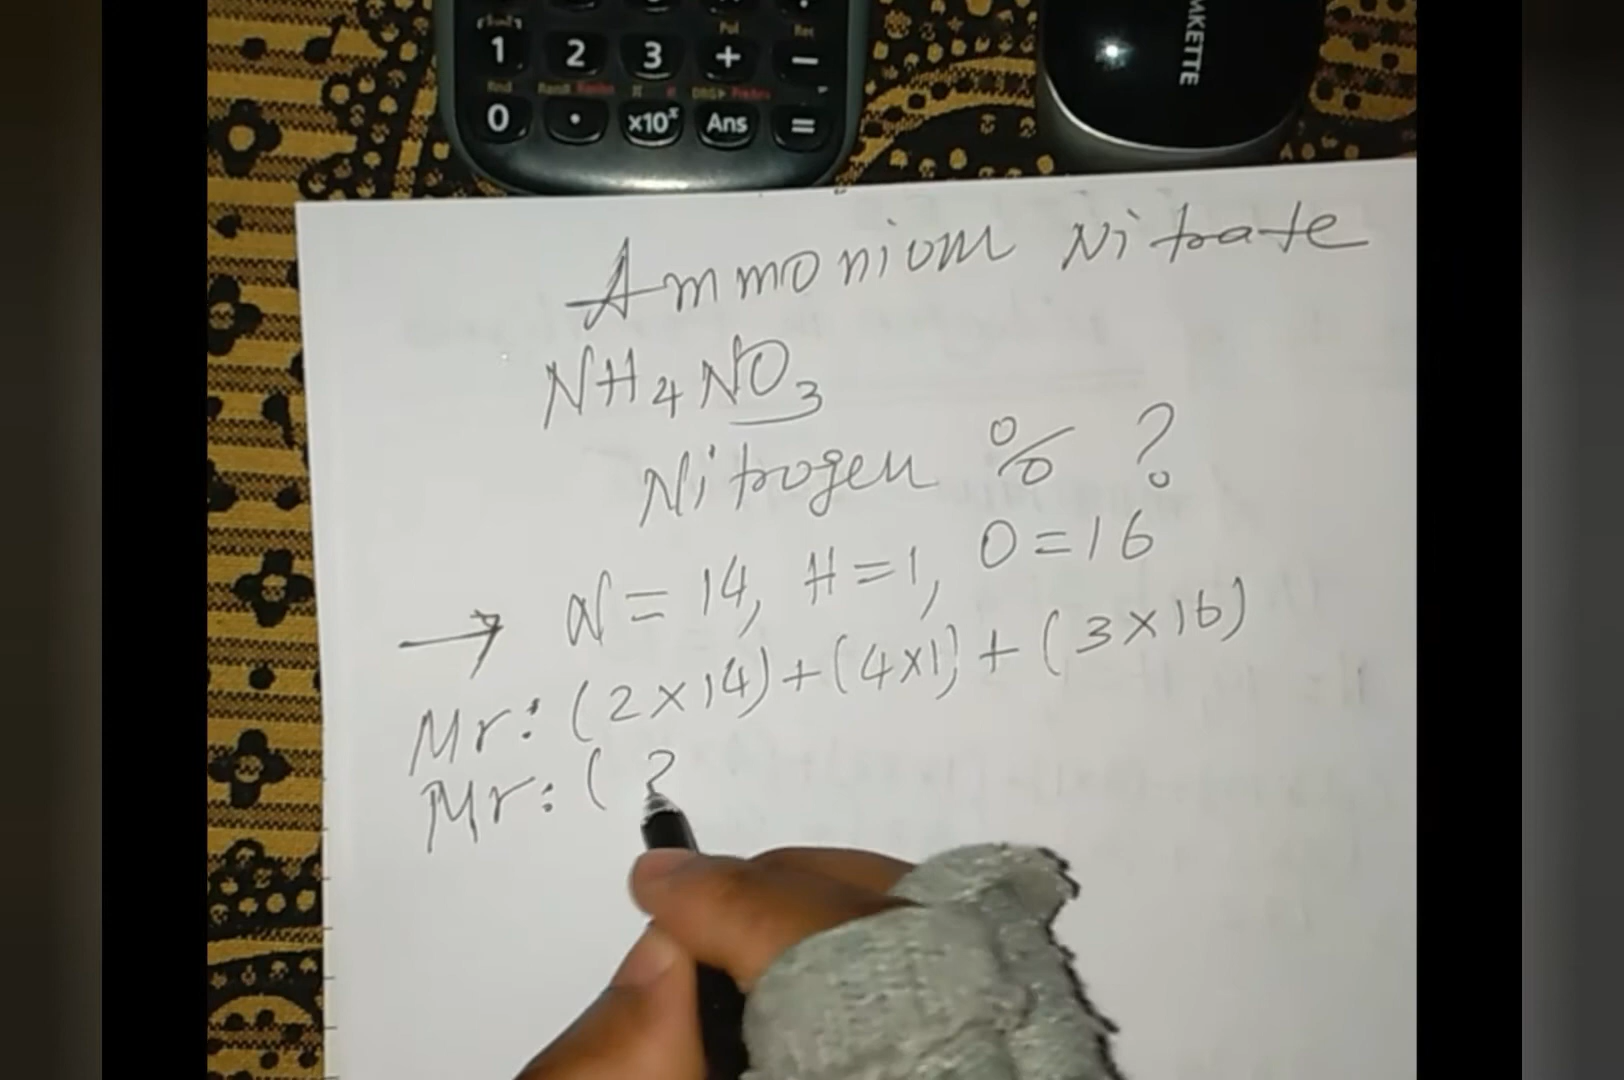 1 2 3 + −
0 • ×10ˣ Ans =
MKETTE
Ammonium Nitrate
NH₄NO₃
Nitrogen % ?
→ N = 14, H = 1, O = 16
Mr: (2 × 14) + (4×1) + (3 × 16)
Mr: ( 2